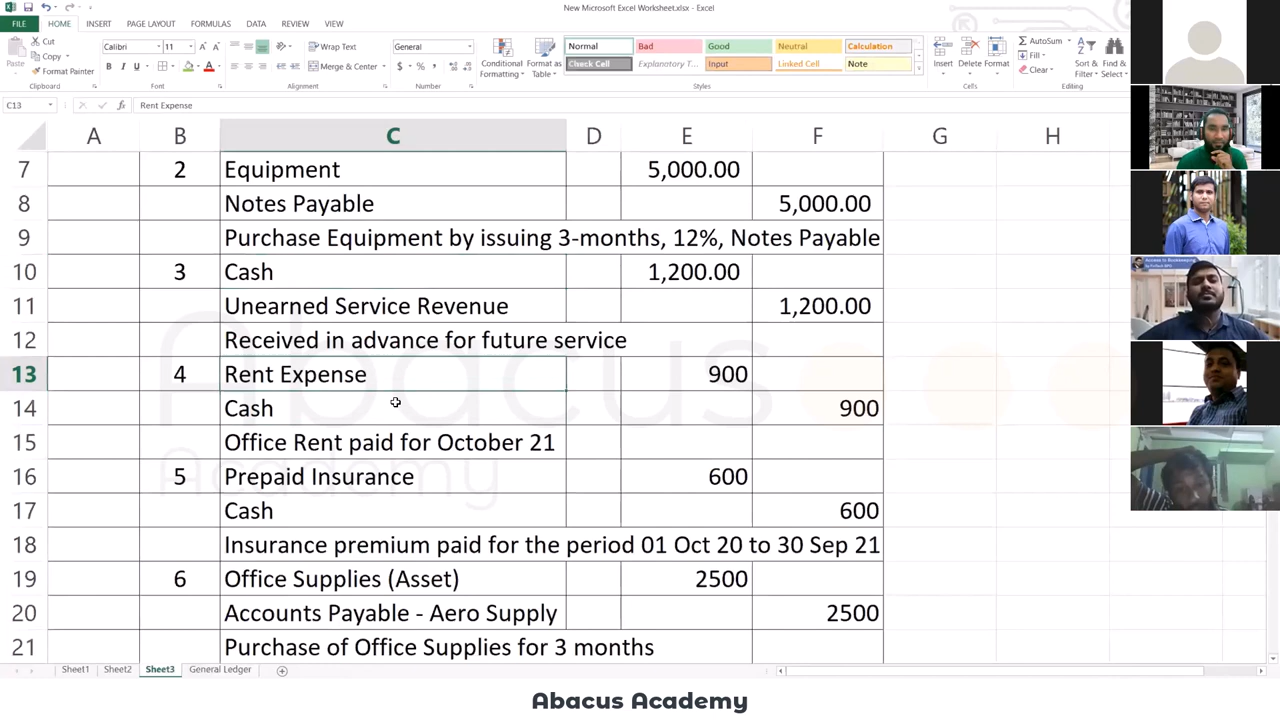 New Microsoft Excel Worksheet.xlsx - Excel
FILE HOME INSERT PAGE LAYOUT FORMULAS DATA REVIEW VIEW
Cut
Copy
Format Painter
Paste
Clipboard
Calibri 11
B I U
Font
Wrap Text
Merge & Center
Alignment
General
$ % ,
Number
Conditional Formatting
Format as Table
Normal Bad Good Neutral Calculation
Check Cell Explanatory T... Input Linked Cell Note
Styles
Insert Delete Format
Cells
AutoSum
Fill
Clear
Sort & Filter
Find & Select
Editing
C13 fx Rent Expense
A B C D E F G H
7 2 Equipment 5,000.00
8 Notes Payable 5,000.00
9 Purchase Equipment by issuing 3-months, 12%, Notes Payable
10 3 Cash 1,200.00
11 Unearned Service Revenue 1,200.00
12 Received in advance for future service
13 4 Rent Expense 900
14 Cash 900
15 Office Rent paid for October 21
16 5 Prepaid Insurance 600
17 Cash 600
18 Insurance premium paid for the period 01 Oct 20 to 30 Sep 21
19 6 Office Supplies (Asset) 2500
20 Accounts Payable - Aero Supply 2500
21 Purchase of Office Supplies for 3 months
Abacus
Academy
Sheet1 Sheet2 Sheet3 General Ledger
Abacus Academy